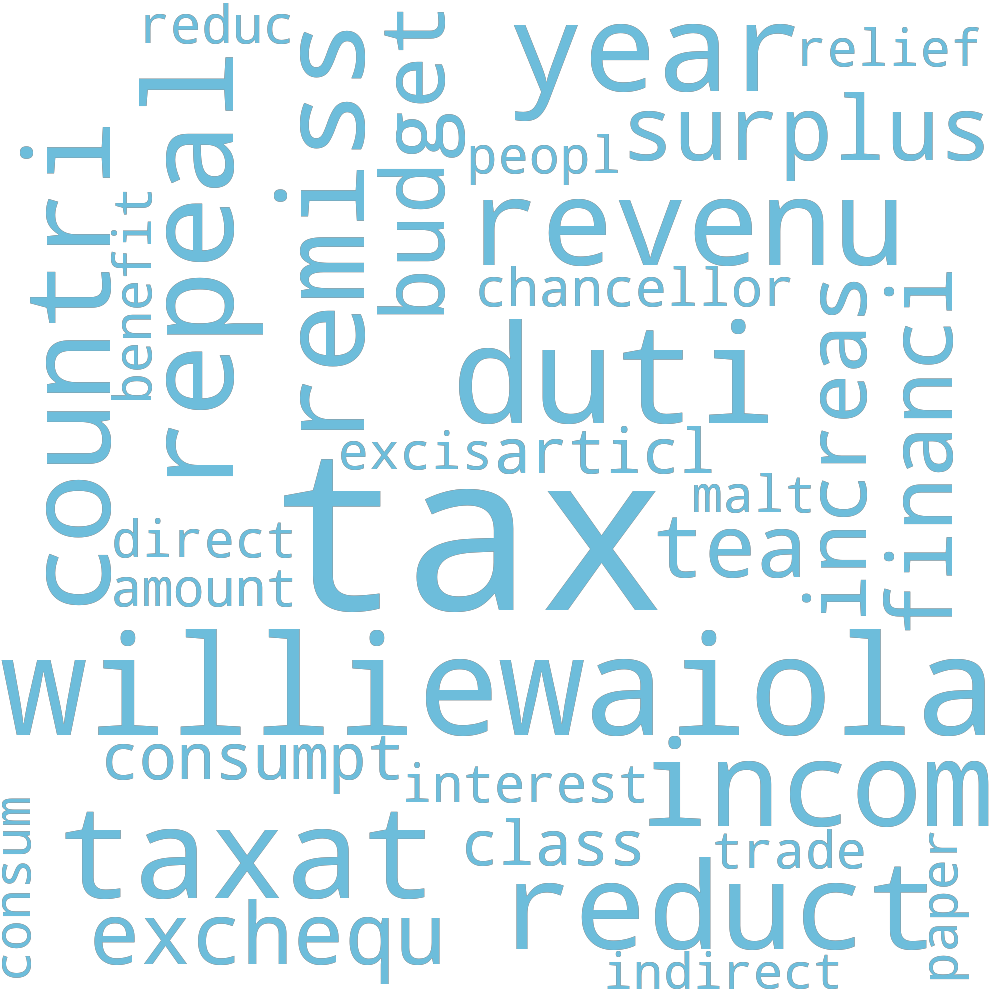 reduc
year
relief
budget
remiss
repeal
surplus
countri
peopl
benefit
revenu
chancellor
increas
financi
duti
excis
articl
tax
malt
tea
direct
amount
williewaiola
consumpt
incom
interest
consum
taxat
class
trade
paper
reduct
exchequ
indirect